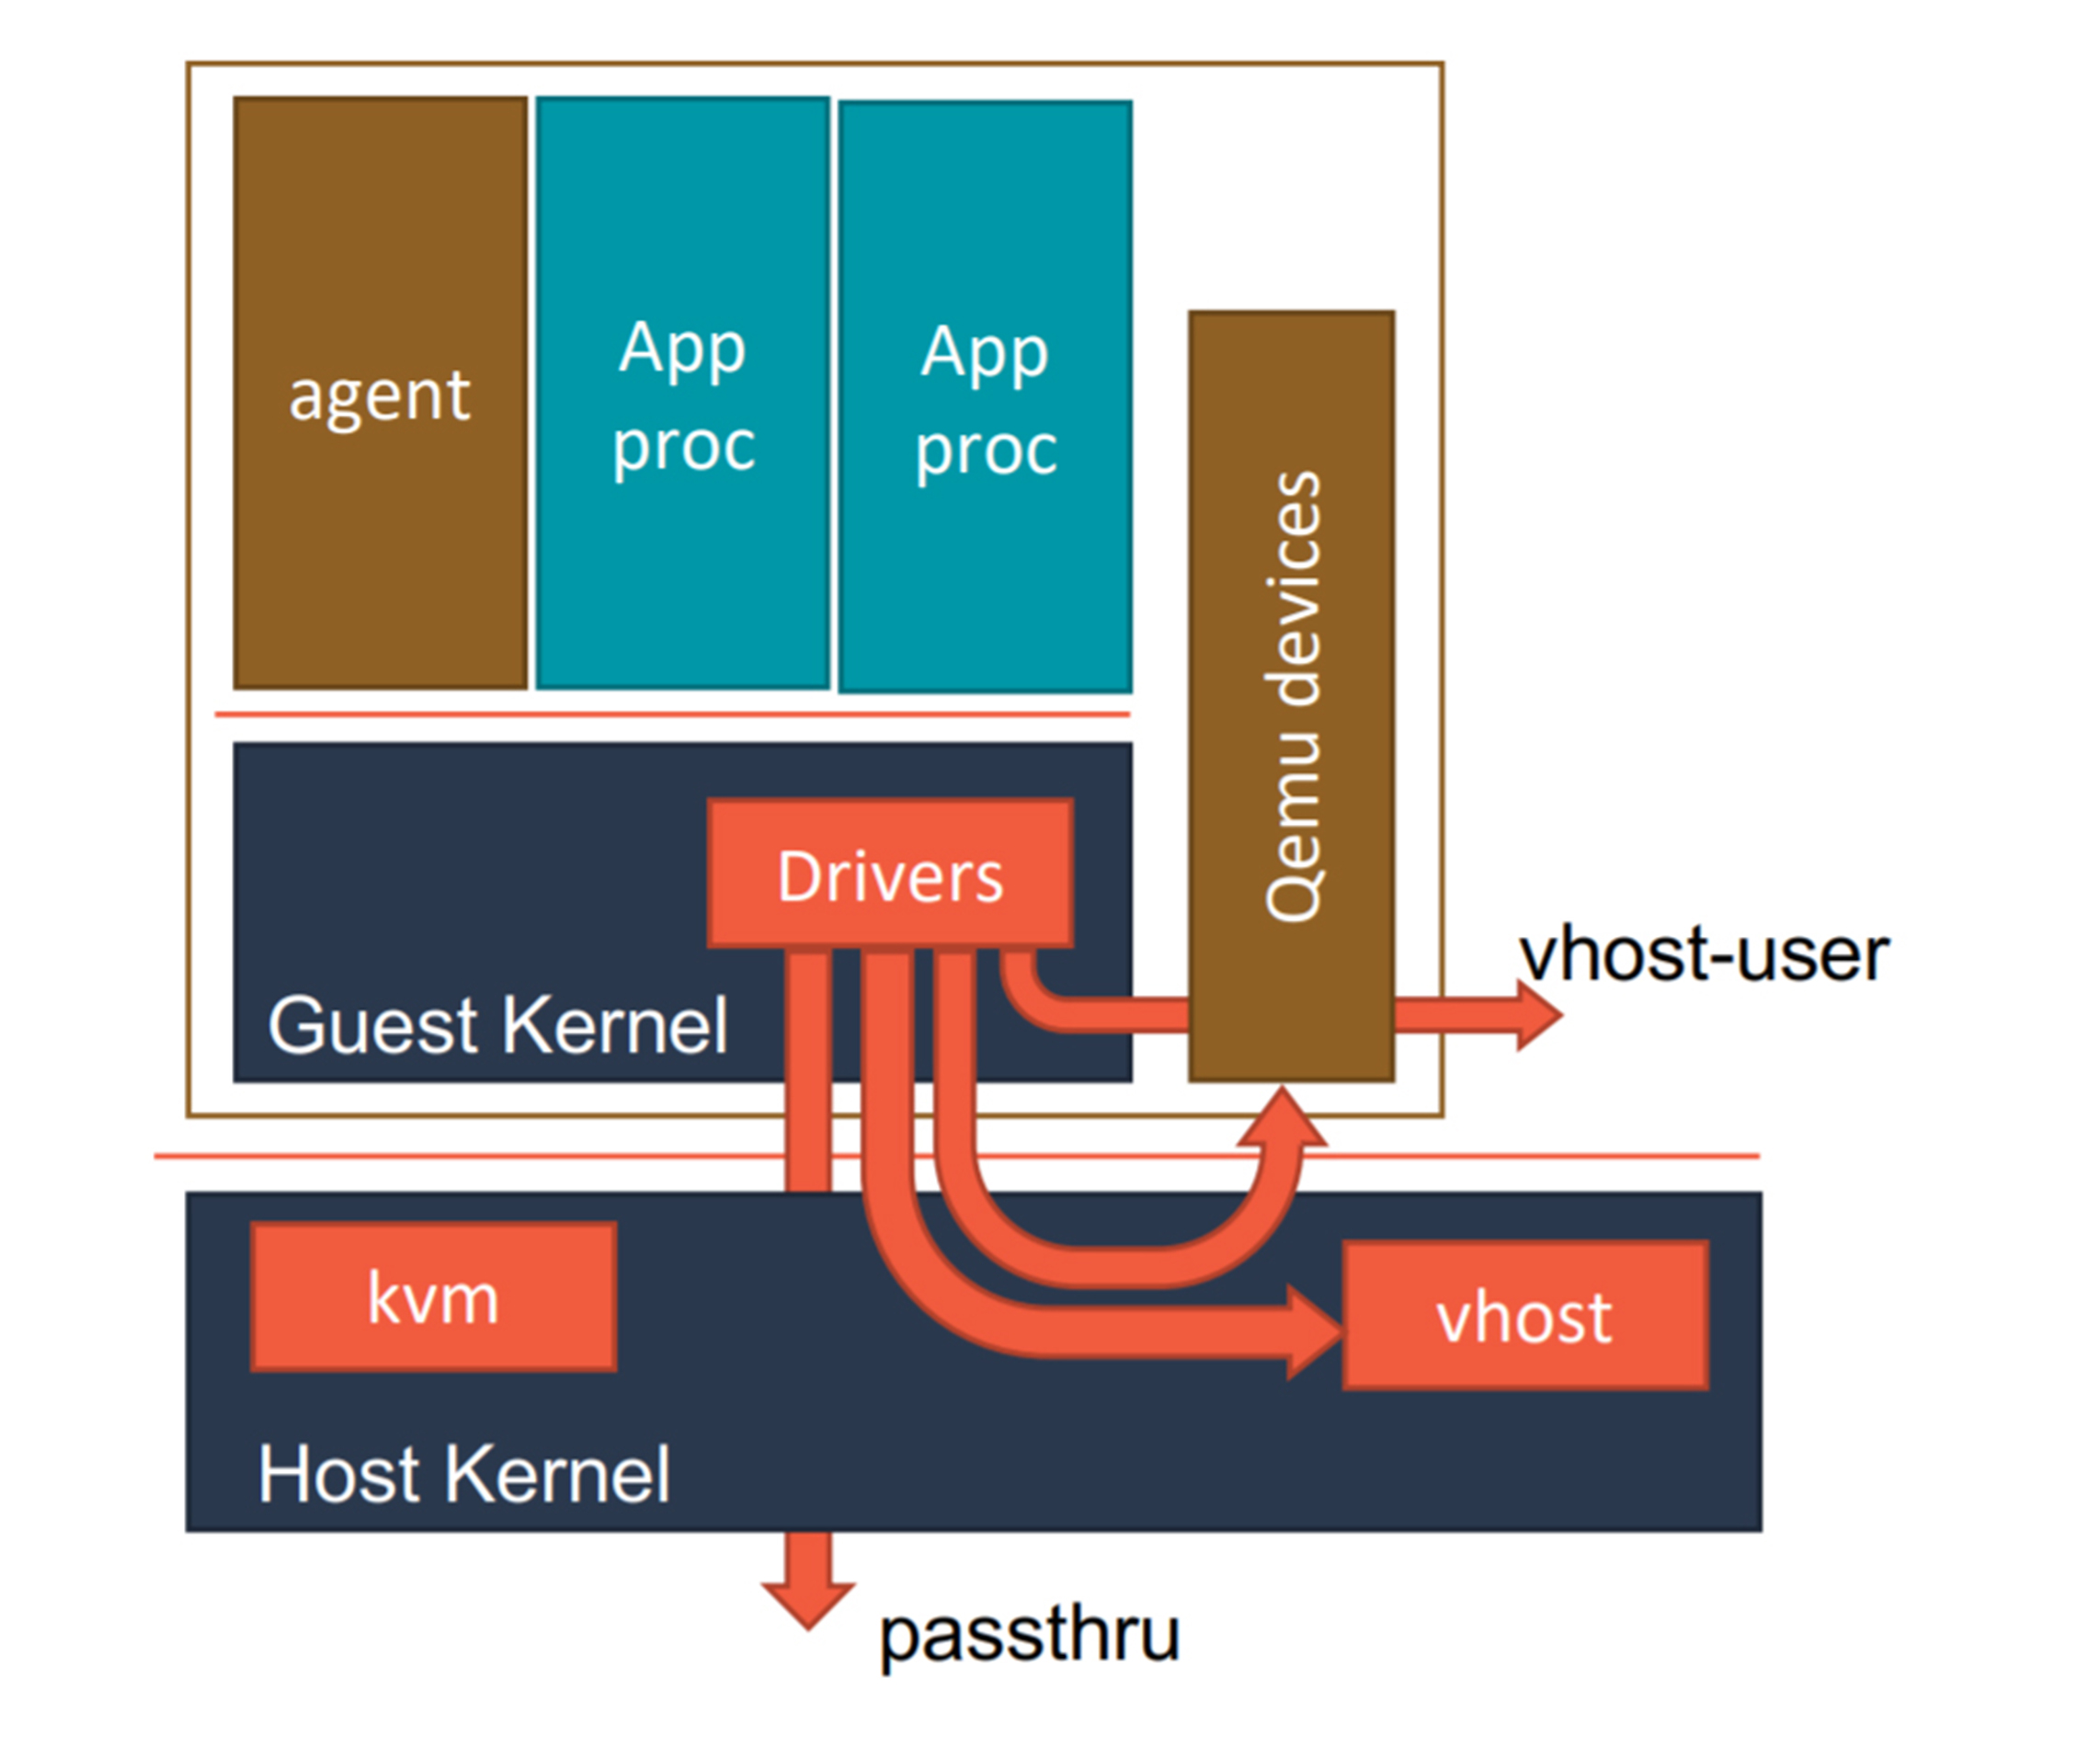 agent
App
proc
App
proc
Qemu devices
Drivers
Guest Kernel
vhost-user
kvm
vhost
Host Kernel
passthru